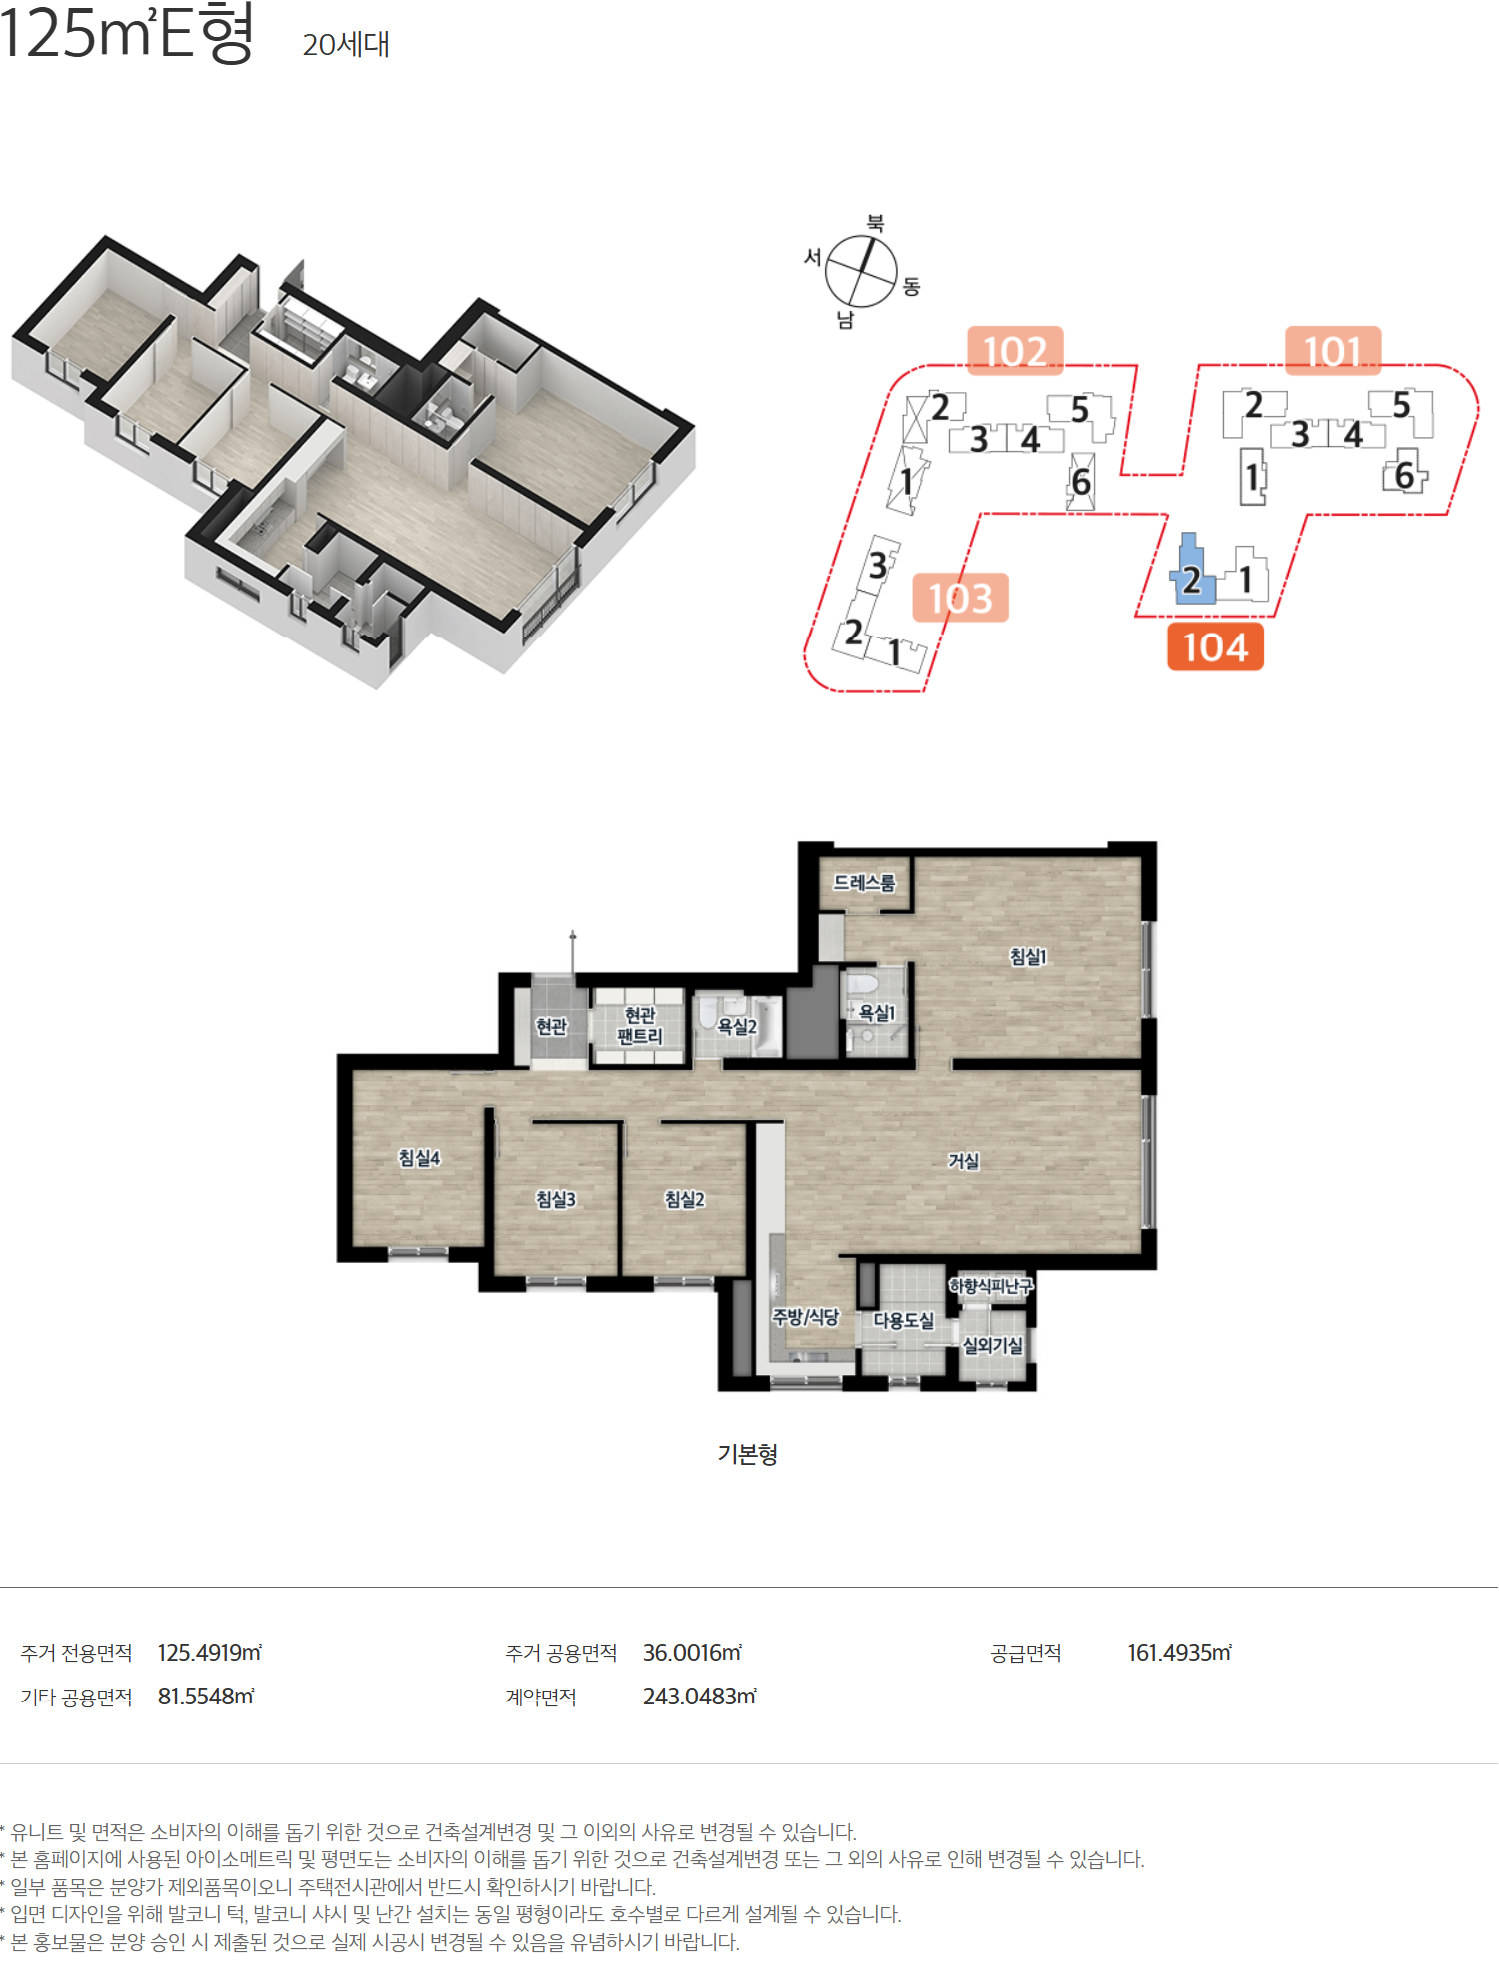 125㎡E형 20세대
북
서
동
남
102
101
2
5
3 4
1
6
2
5
3 4
1
6
3
103
2
1
2
1
104
드레스룸
침실1
현관
현관
팬트리
욕실2
욕실1
침실4
침실3
침실2
거실
하향식피난구
주방/식당
다용도실
실외기실
기본형
주거 전용면적 125.4919㎡ 주거 공용면적 36.0016㎡ 공급면적 161.4935㎡
기타 공용면적 81.5548㎡ 계약면적 243.0483㎡
* 유니트 및 면적은 소비자의 이해를 돕기 위한 것으로 건축설계변경 및 그 이외의 사유로 변경될 수 있습니다.
* 본 홈페이지에 사용된 아이소메트릭 및 평면도는 소비자의 이해를 돕기 위한 것으로 건축설계변경 또는 그 외의 사유로 인해 변경될 수 있습니다.
* 일부 품목은 분양가 제외품목이오니 주택전시관에서 반드시 확인하시기 바랍니다.
* 입면 디자인을 위해 발코니 턱, 발코니 샤시 및 난간 설치는 동일 평형이라도 호수별로 다르게 설계될 수 있습니다.
* 본 홍보물은 분양 승인 시 제출된 것으로 실제 시공시 변경될 수 있음을 유념하시기 바랍니다.